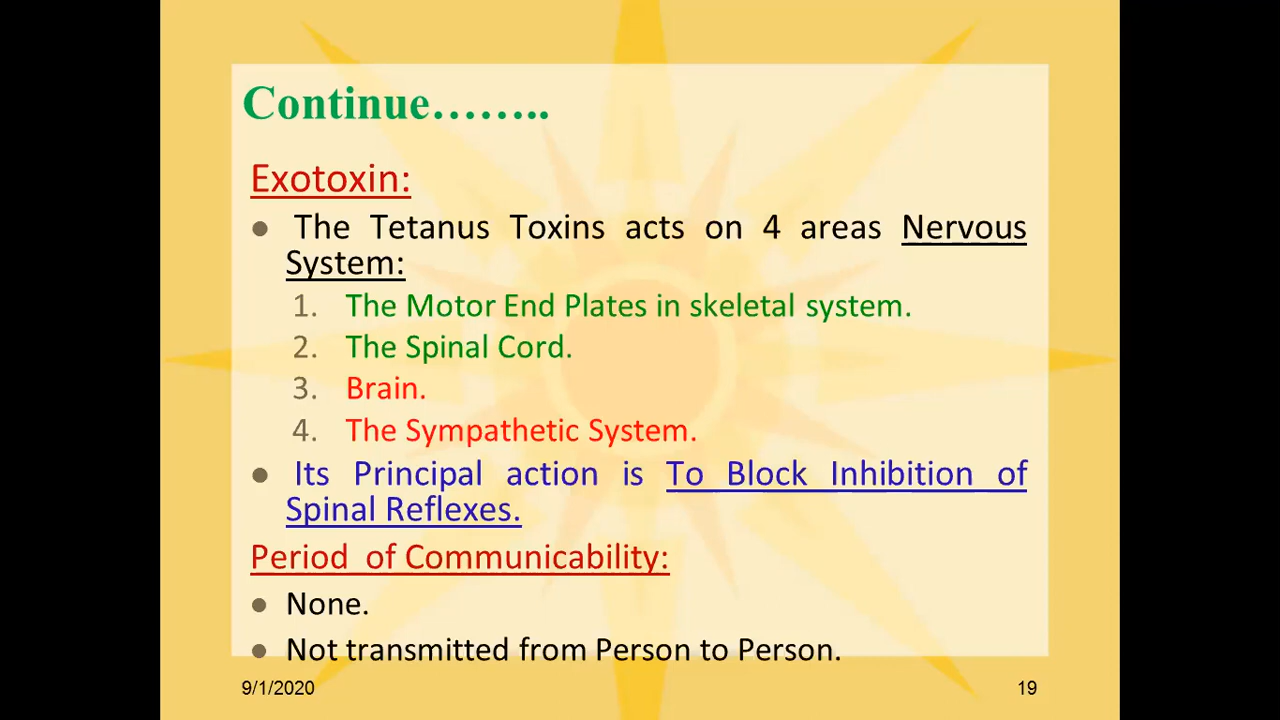 Continue……..
Exotoxin:
● The Tetanus Toxins acts on 4 areas Nervous
System:
1. The Motor End Plates in skeletal system.
2. The Spinal Cord.
3. Brain.
4. The Sympathetic System.
● Its Principal action is To Block Inhibition of
Spinal Reflexes.
Period of Communicability:
● None.
● Not transmitted from Person to Person.
9/1/2020 19